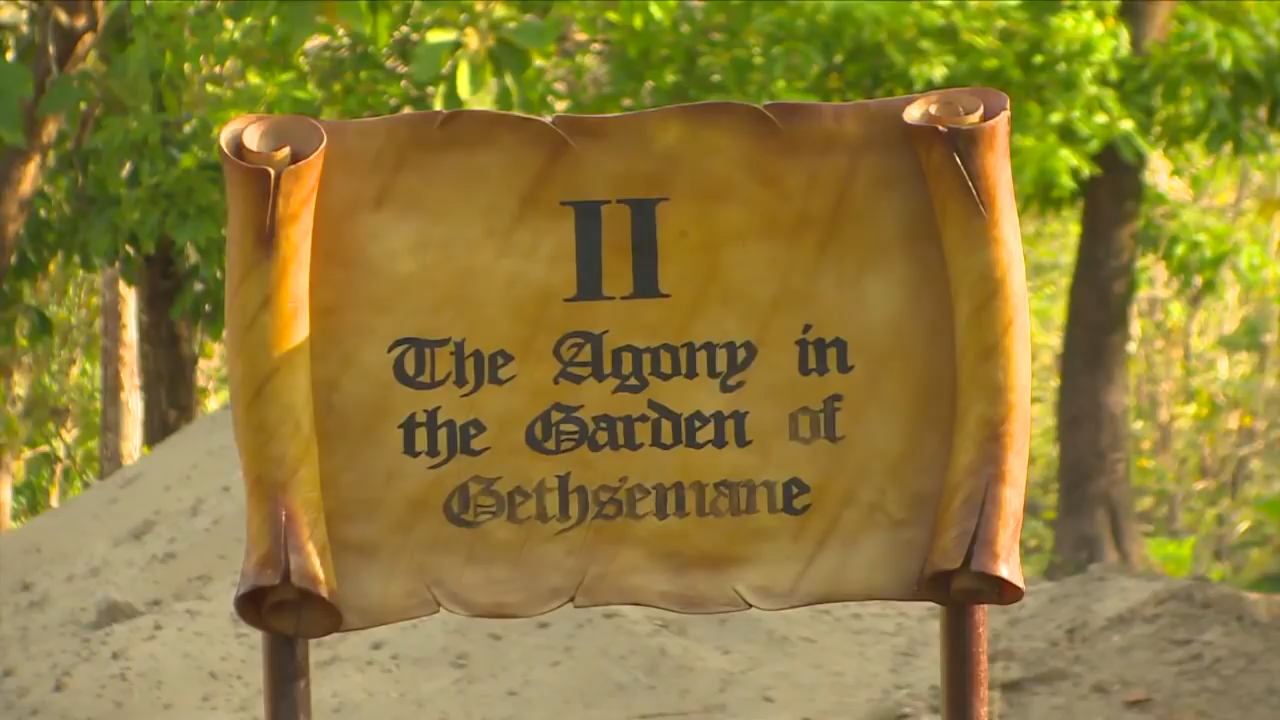 II
The Agony in
the Garden of
Gethsemane